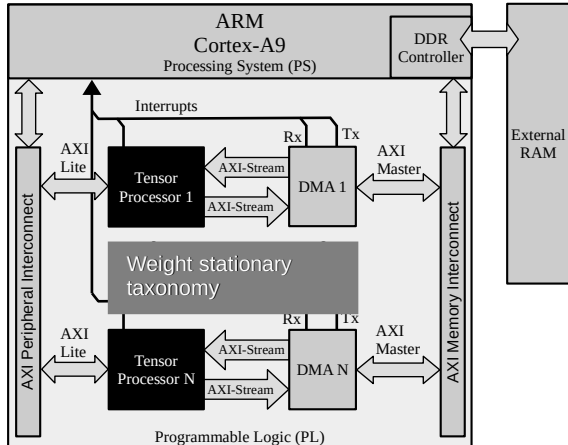 ARM
Cortex-A9
Processing System (PS)
DDR
Controller
External
RAM
Interrupts
Rx
Tx
AXI
Lite
Tensor
Processor 1
AXI-Stream
AXI-Stream
DMA 1
AXI
Master
AXI Peripheral Interconnect
AXI Memory Interconnect
Weight stationary
taxonomy
Rx
Tx
AXI
Lite
Tensor
Processor N
AXI-Stream
AXI-Stream
DMA N
AXI
Master
Programmable Logic (PL)